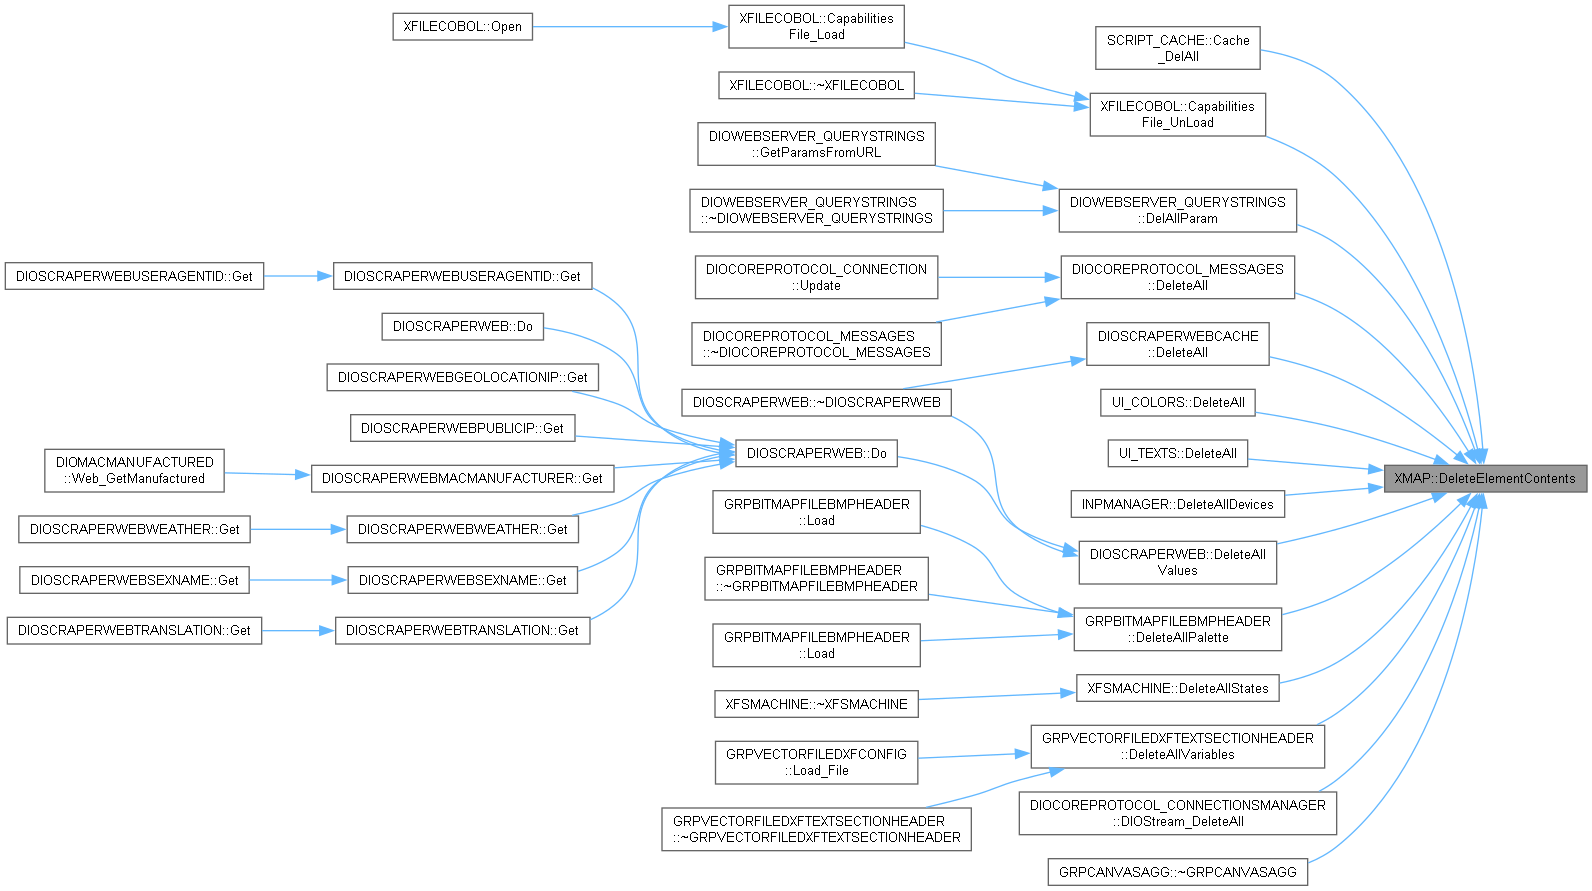 XFILECOBOL::Open
XFILECOBOL::Capabilities
File_Load
XFILECOBOL::~XFILECOBOL
SCRIPT_CACHE::Cache
_DelAll
XFILECOBOL::Capabilities
File_UnLoad
DIOWEBSERVER_QUERYSTRINGS
::GetParamsFromURL
DIOWEBSERVER_QUERYSTRINGS
::~DIOWEBSERVER_QUERYSTRINGS
DIOWEBSERVER_QUERYSTRINGS
::DelAllParam
DIOCOREPROTOCOL_CONNECTION
::Update
DIOCOREPROTOCOL_MESSAGES
::DeleteAll
DIOCOREPROTOCOL_MESSAGES
::~DIOCOREPROTOCOL_MESSAGES
DIOSCRAPERWEBCACHE
::DeleteAll
DIOSCRAPERWEBUSERAGENTID::Get
DIOSCRAPERWEBUSERAGENTID::Get
DIOSCRAPERWEB::Do
DIOSCRAPERWEBGEOLOCATIONIP::Get
DIOSCRAPERWEBPUBLICIP::Get
DIOMACMANUFACTURED
::Web_GetManufactured
DIOSCRAPERWEBMACMANUFACTURER::Get
DIOSCRAPERWEBWEATHER::Get
DIOSCRAPERWEBWEATHER::Get
DIOSCRAPERWEBSEXNAME::Get
DIOSCRAPERWEBSEXNAME::Get
DIOSCRAPERWEBTRANSLATION::Get
DIOSCRAPERWEBTRANSLATION::Get
DIOSCRAPERWEB::~DIOSCRAPERWEB
DIOSCRAPERWEB::Do
UI_COLORS::DeleteAll
UI_TEXTS::DeleteAll
INPMANAGER::DeleteAllDevices
DIOSCRAPERWEB::DeleteAll
Values
XMAP::DeleteElementContents
GRPBITMAPFILEBMPHEADER
::Load
GRPBITMAPFILEBMPHEADER
::~GRPBITMAPFILEBMPHEADER
GRPBITMAPFILEBMPHEADER
::Load
GRPBITMAPFILEBMPHEADER
::DeleteAllPalette
XFSMACHINE::~XFSMACHINE
XFSMACHINE::DeleteAllStates
GRPVECTORFILEDXFCONFIG
::Load_File
GRPVECTORFILEDXFTEXTSECTIONHEADER
::DeleteAllVariables
GRPVECTORFILEDXFTEXTSECTIONHEADER
::~GRPVECTORFILEDXFTEXTSECTIONHEADER
DIOCOREPROTOCOL_CONNECTIONSMANAGER
::DIOStream_DeleteAll
GRPCANVASAGG::~GRPCANVASAGG